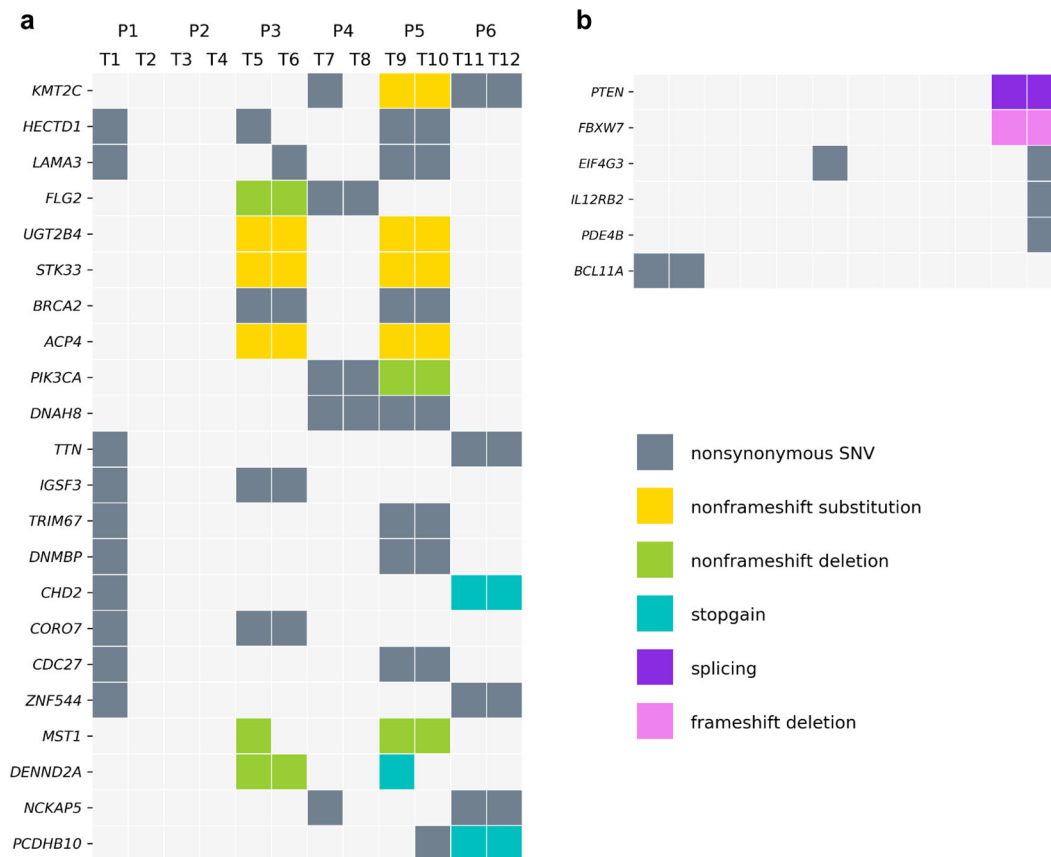 a
b
P1 P2 P3 P4 P5 P6
T1 T2 T3 T4 T5 T6 T7 T8 T9 T10 T11 T12
KMT2C
HECTD1
LAMA3
FLG2
UGT2B4
STK33
BRCA2
ACP4
PIK3CA
DNAH8
TTN
IGSF3
TRIM67
DNMBP
CHD2
CORO7
CDC27
ZNF544
MST1
DENND2A
NCKAP5
PCDHB10
PTEN
FBXW7
EIF4G3
IL12RB2
PDE4B
BCL11A
nonsynonymous SNV
nonframeshift substitution
nonframeshift deletion
stopgain
splicing
frameshift deletion